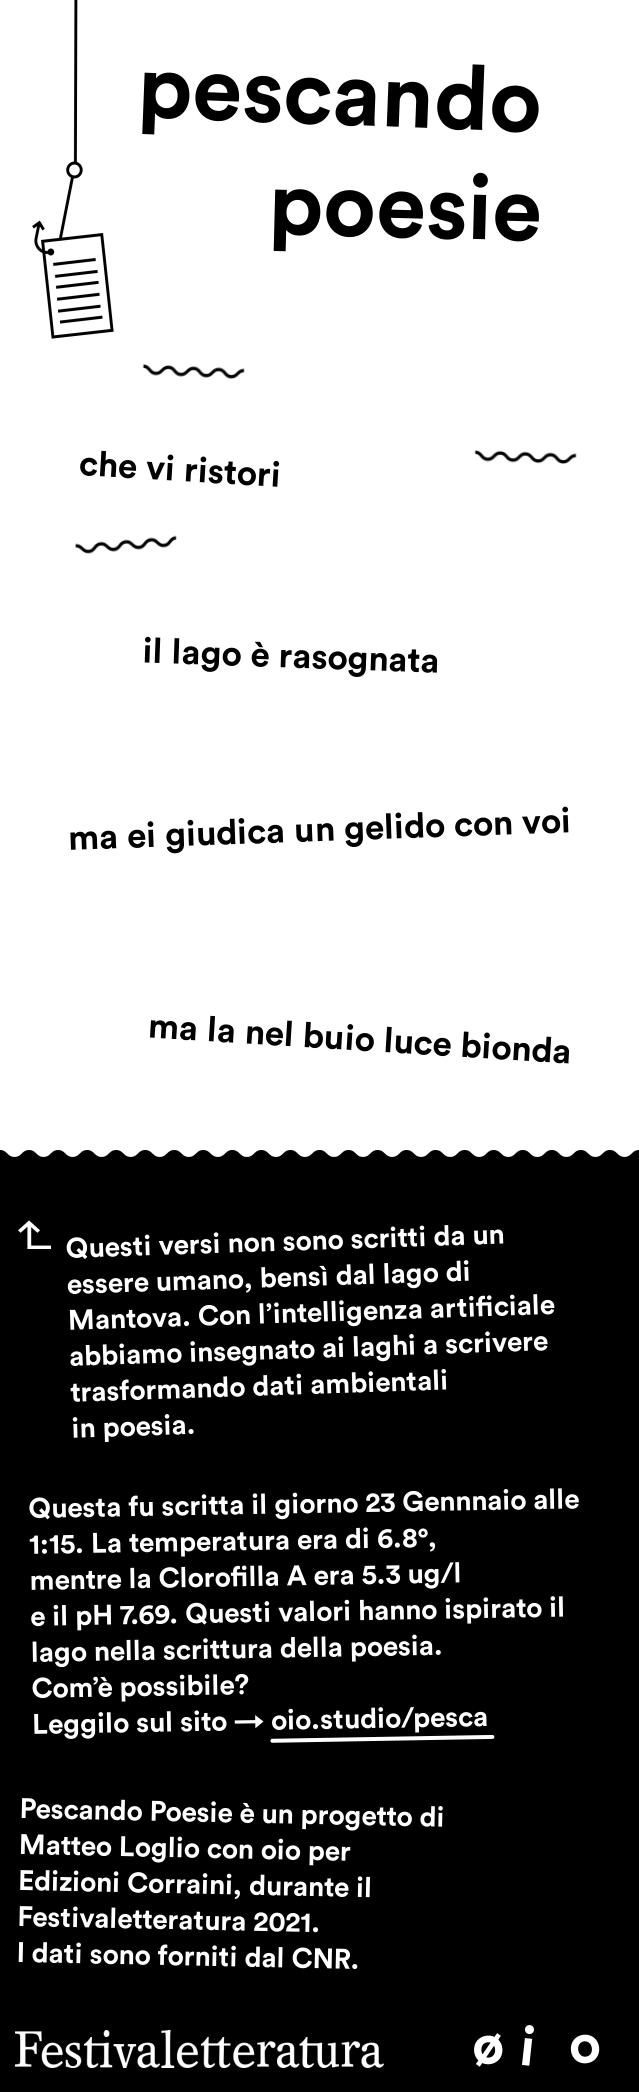 pescando
poesie
che vi ristori
il lago è rasognata
ma ei giudica un gelido con voi
ma la nel buio luce bionda
Questi versi non sono scritti da un
essere umano, bensì dal lago di
Mantova. Con l'intelligenza artificiale
abbiamo insegnato ai laghi a scrivere
trasformando dati ambientali
in poesia.
Questa fu scritta il giorno 23 Gennnaio alle
1:15. La temperatura era di 6.8°,
mentre la Clorofilla A era 5.3 ug/l
e il pH 7.69. Questi valori hanno ispirato il
lago nella scrittura della poesia.
Com'è possibile?
Leggilo sul sito → oio.studio/pesca
Pescando Poesie è un progetto di
Matteo Loglio con oio per
Edizioni Corraini, durante il
Festivaletteratura 2021.
I dati sono forniti dal CNR.
Festivaletteratura øi o